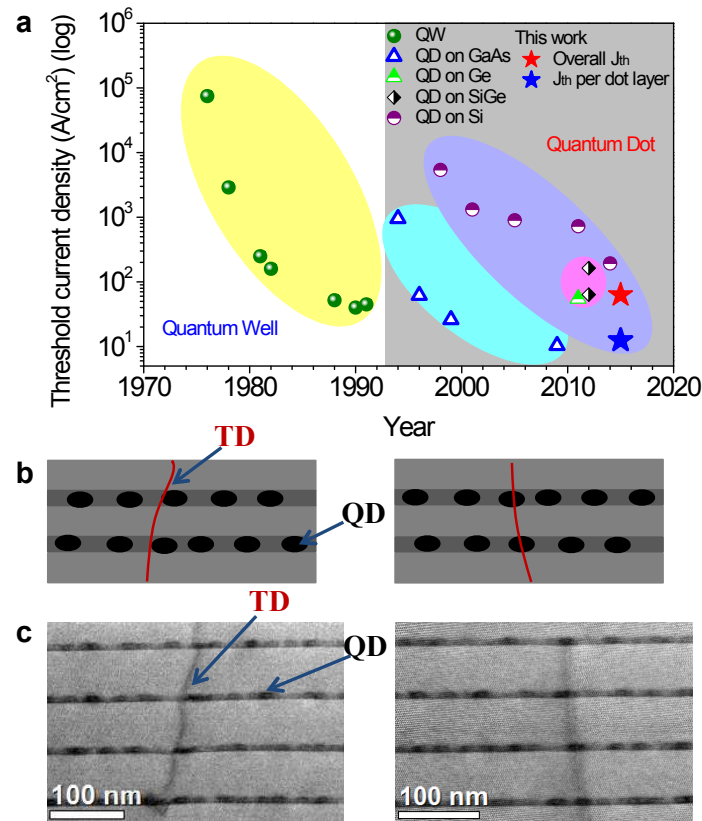 a
QW
QD on GaAs
QD on Ge
QD on SiGe
QD on Si
This work
Overall Jth
Jth per dot layer
Threshold current density (A/cm²) (log)
10⁶
10⁵
10⁴
10³
10²
10¹
Quantum Well
Quantum Dot
1970
1980
1990
2000
2010
2020
Year
b
TD
QD
c
TD
QD
100 nm
100 nm